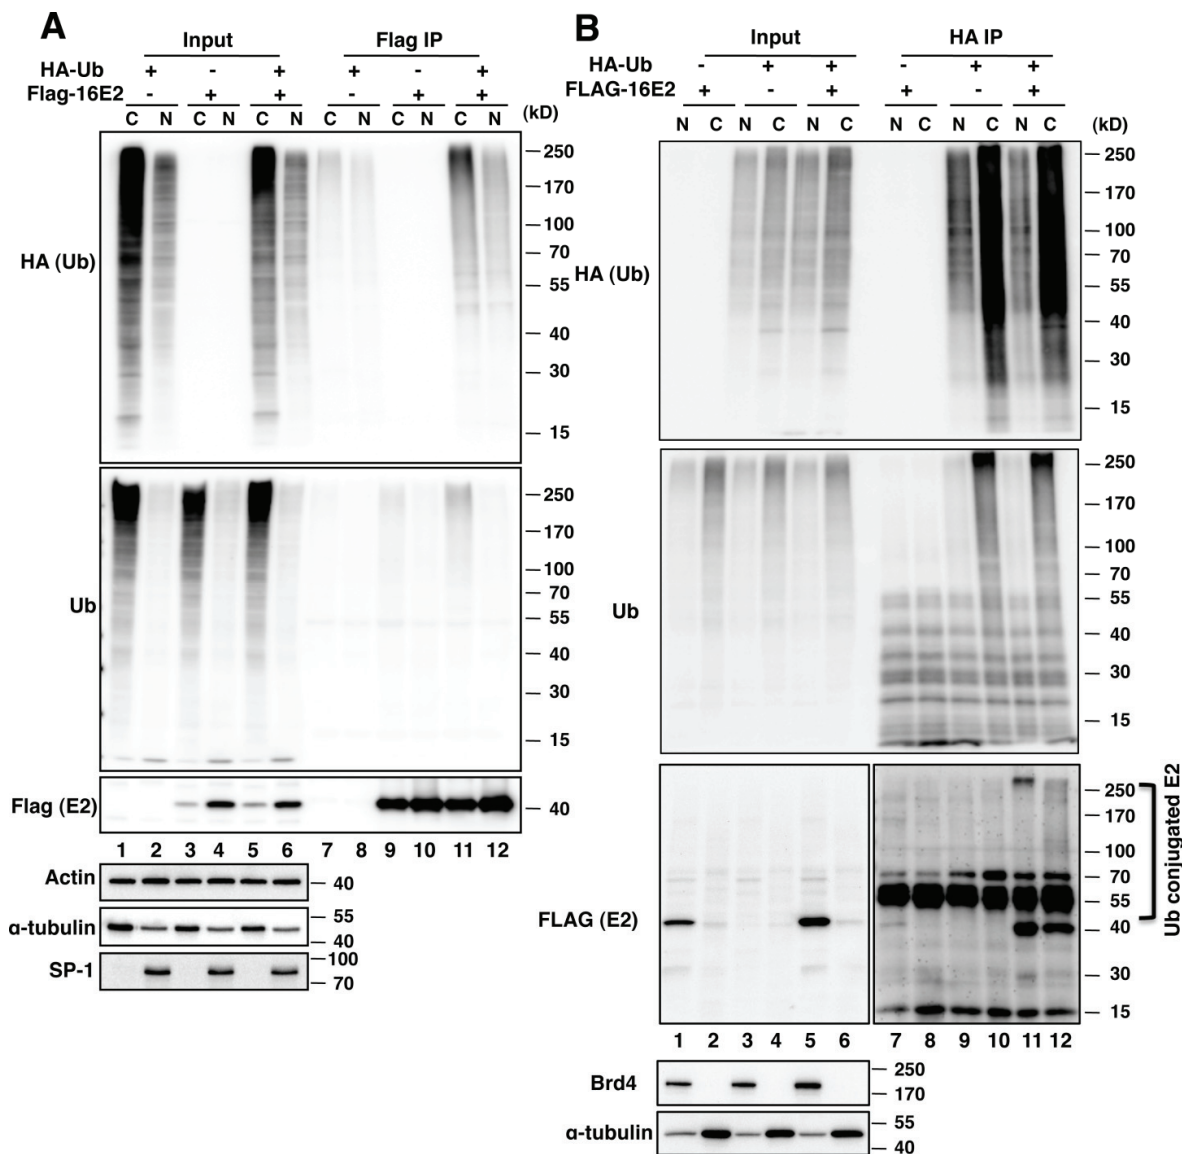 A
Input Flag IP
HA-Ub + - + + - +
Flag-16E2 - + + - + +
C N C N C N C N C N C N (kD)
HA (Ub)
250
170
100
70
55
40
30
15
Ub
250
170
100
70
55
40
30
15
Flag (E2) 40
1 2 3 4 5 6 7 8 9 10 11 12
Actin 40
α-tubulin 55
40
SP-1 100
70
B
Input HA IP
HA-Ub - + + - + +
FLAG-16E2 + - + + - +
N C N C N C N C N C N C (kD)
HA (Ub)
250
170
100
70
55
40
30
15
Ub
250
170
100
70
55
40
30
15
FLAG (E2)
250
170
100
70
55
40
30
15
Ub conjugated E2
1 2 3 4 5 6 7 8 9 10 11 12
Brd4 250
170
α-tubulin 55
40